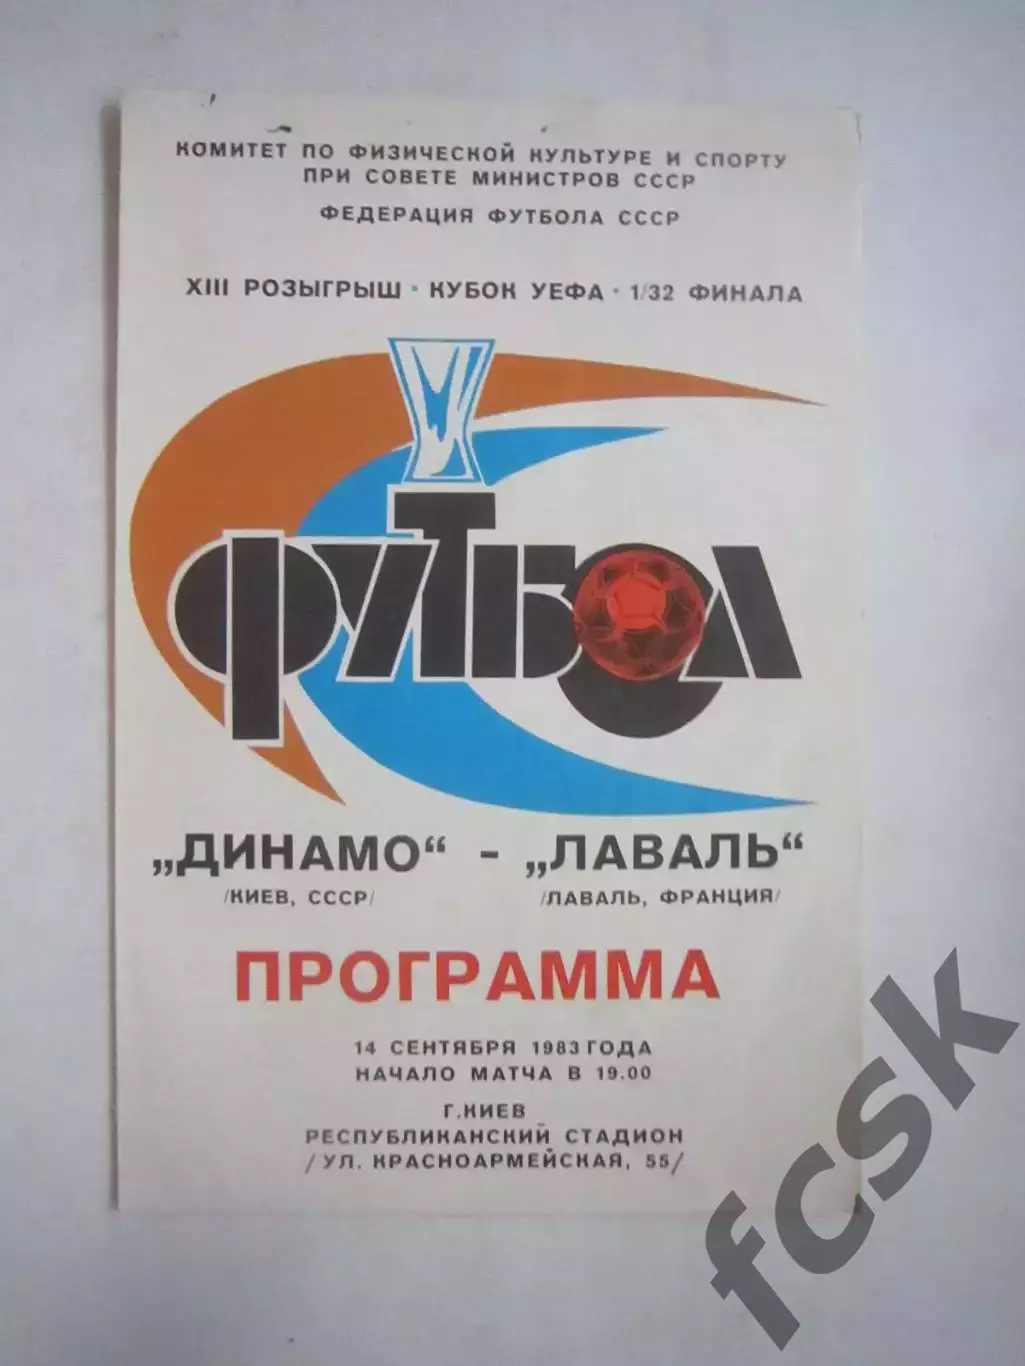 КОМИТЕТ ПО ФИЗИЧЕСКОЙ КУЛЬТУРЕ И СПОРТУ
ПРИ СОВЕТЕ МИНИСТРОВ СССР
ФЕДЕРАЦИЯ ФУТБОЛА СССР
XIII РОЗЫГРЫШ · КУБОК УЕФА · 1/32 ФИНАЛА
ФУТБОЛ
„ДИНАМО“ - „ЛАВАЛЬ“
/КИЕВ, СССР/ /ЛАВАЛЬ, ФРАНЦИЯ/
ПРОГРАММА
14 СЕНТЯБРЯ 1983 ГОДА
НАЧАЛО МАТЧА В 19.00
Г. КИЕВ
РЕСПУБЛИКАНСКИЙ СТАДИОН
/УЛ. КРАСНОАРМЕЙСКАЯ, 55/
fcsk